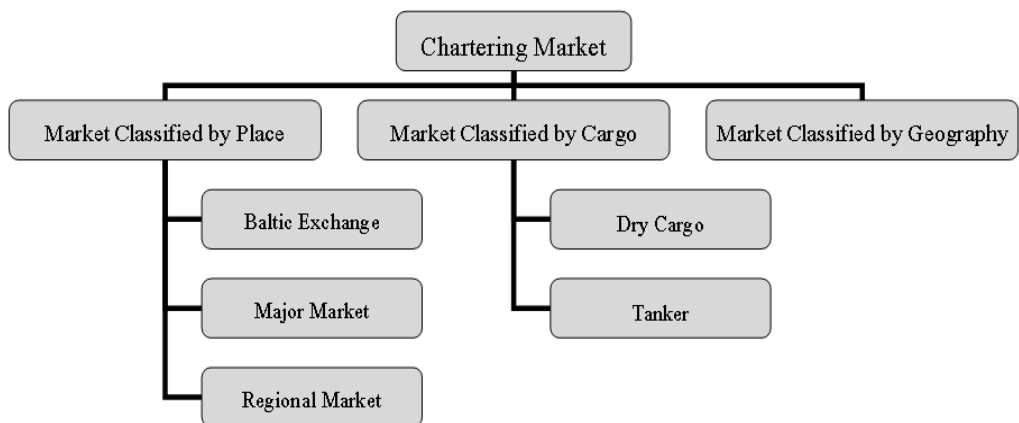 Chartering Market
Market Classified by Place
Market Classified by Cargo
Market Classified by Geography
Baltic Exchange
Dry Cargo
Major Market
Tanker
Regional Market